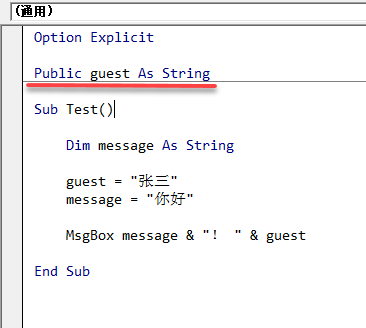 (通用)
Option Explicit
Public guest As String
Sub Test()
Dim message As String
guest = "张三"
message = "你好"
MsgBox message & "！ " & guest
End Sub